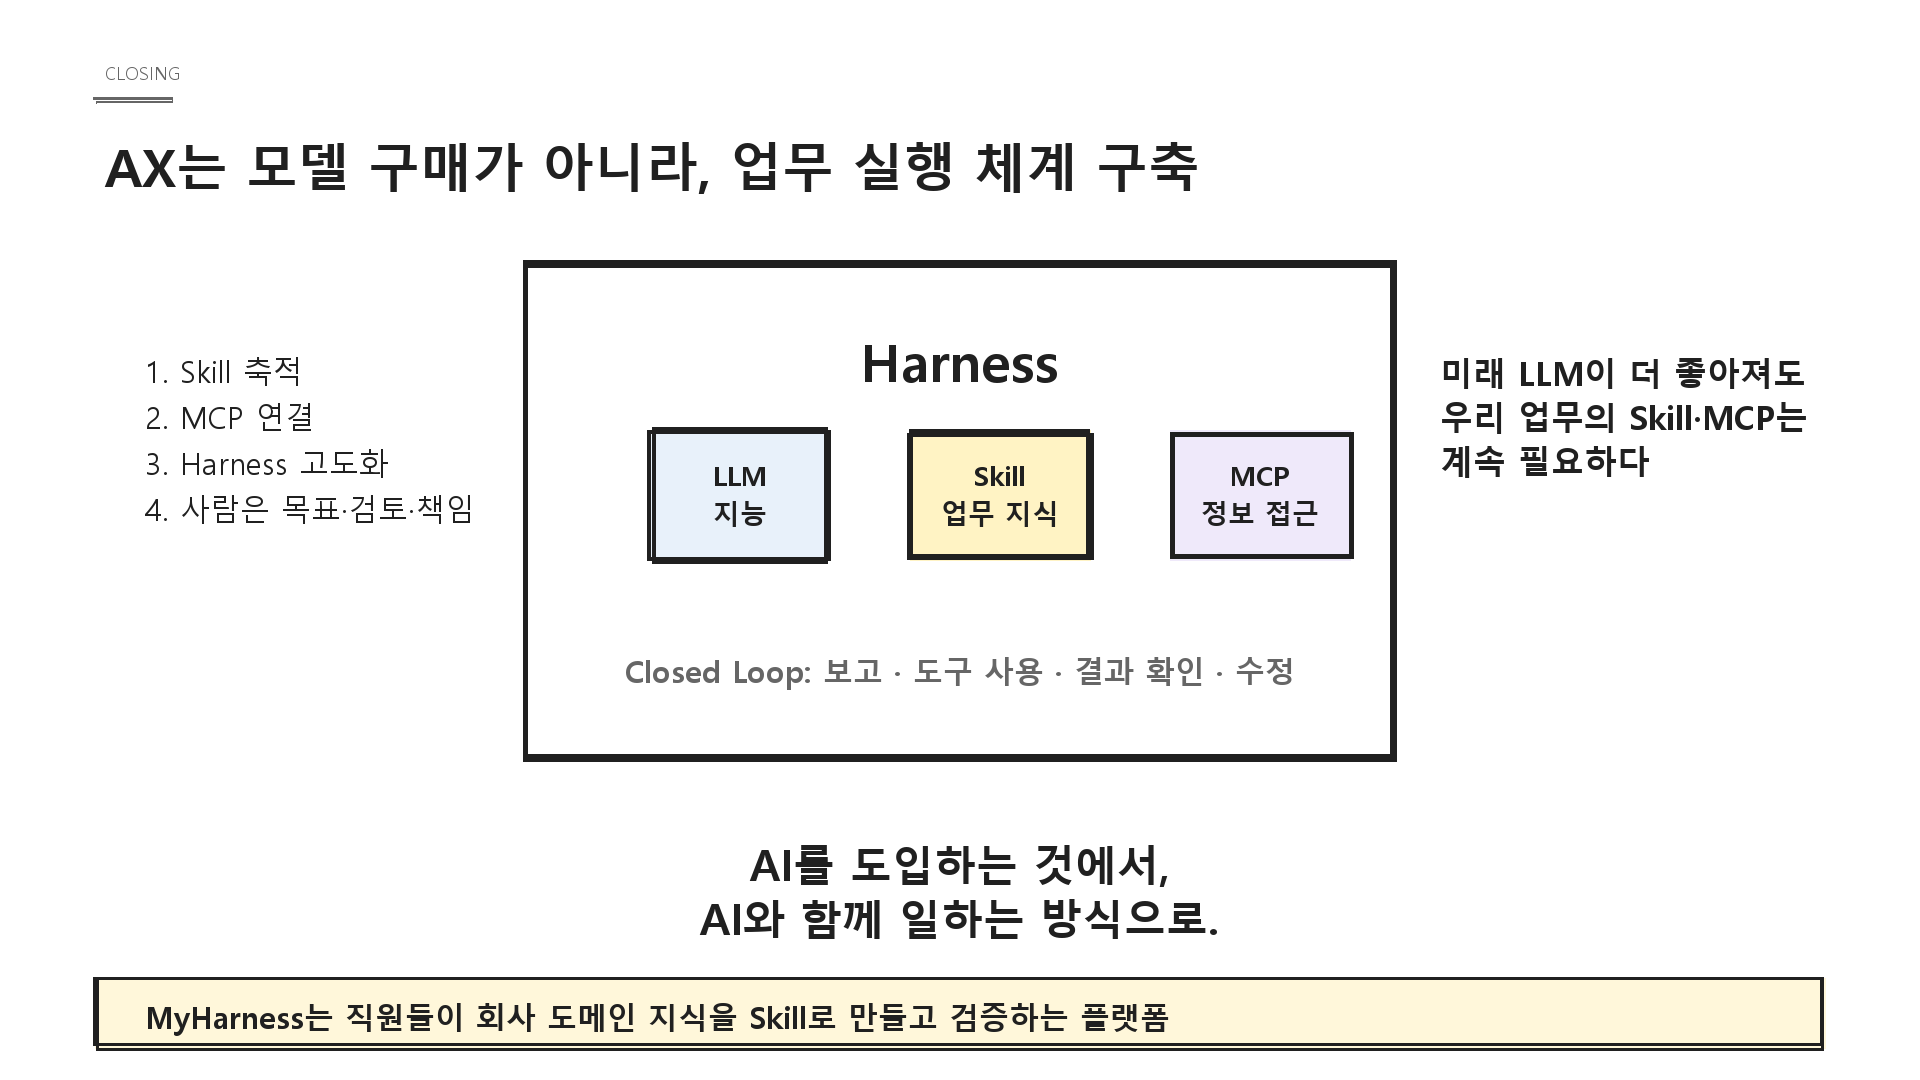 CLOSING
AX는 모델 구매가 아니라, 업무 실행 체계 구축
1. Skill 축적
2. MCP 연결
3. Harness 고도화
4. 사람은 목표·검토·책임
Harness
LLM
지능
Skill
업무 지식
MCP
정보 접근
Closed Loop: 보고 · 도구 사용 · 결과 확인 · 수정
미래 LLM이 더 좋아져도
우리 업무의 Skill·MCP는
계속 필요하다
AI를 도입하는 것에서,
AI와 함께 일하는 방식으로.
MyHarness는 직원들이 회사 도메인 지식을 Skill로 만들고 검증하는 플랫폼